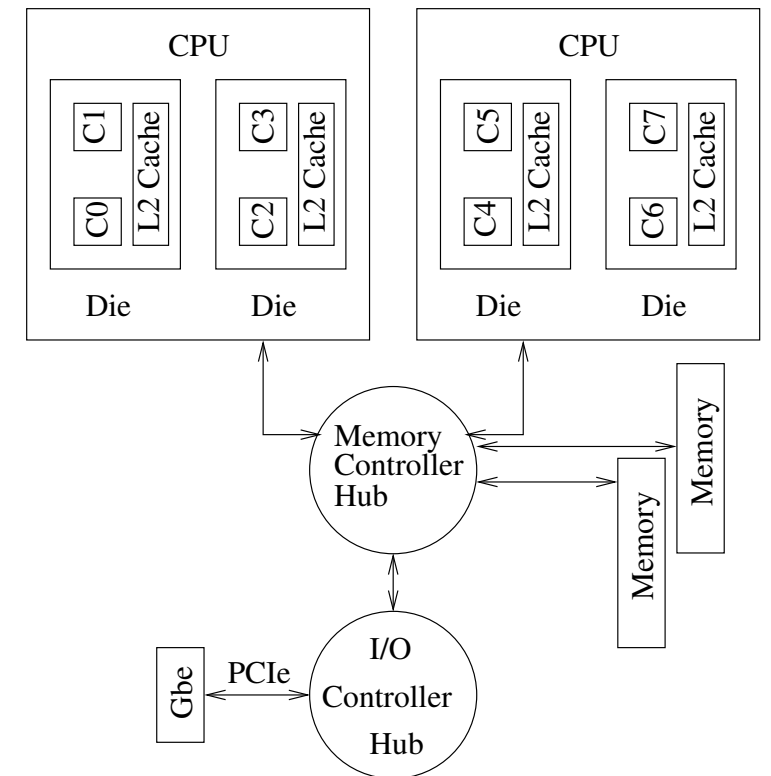 CPU
C1
C0
L2 Cache
Die
C3
C2
L2 Cache
Die
CPU
C5
C4
L2 Cache
Die
C7
C6
L2 Cache
Die
Memory
Controller
Hub
Memory
Memory
I/O
Controller
Hub
PCIe
Gbe